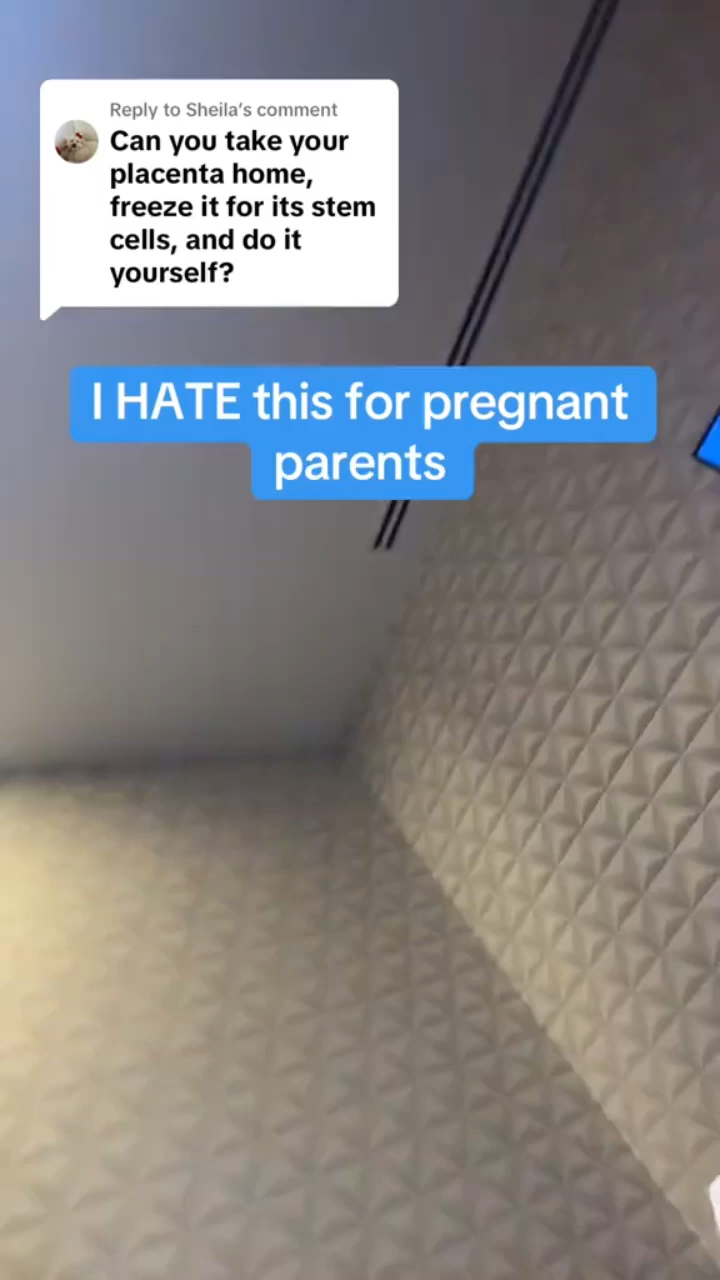 Reply to Sheila's comment
Can you take your
placenta home,
freeze it for its stem
cells, and do it
yourself?
I HATE this for pregnant
parents